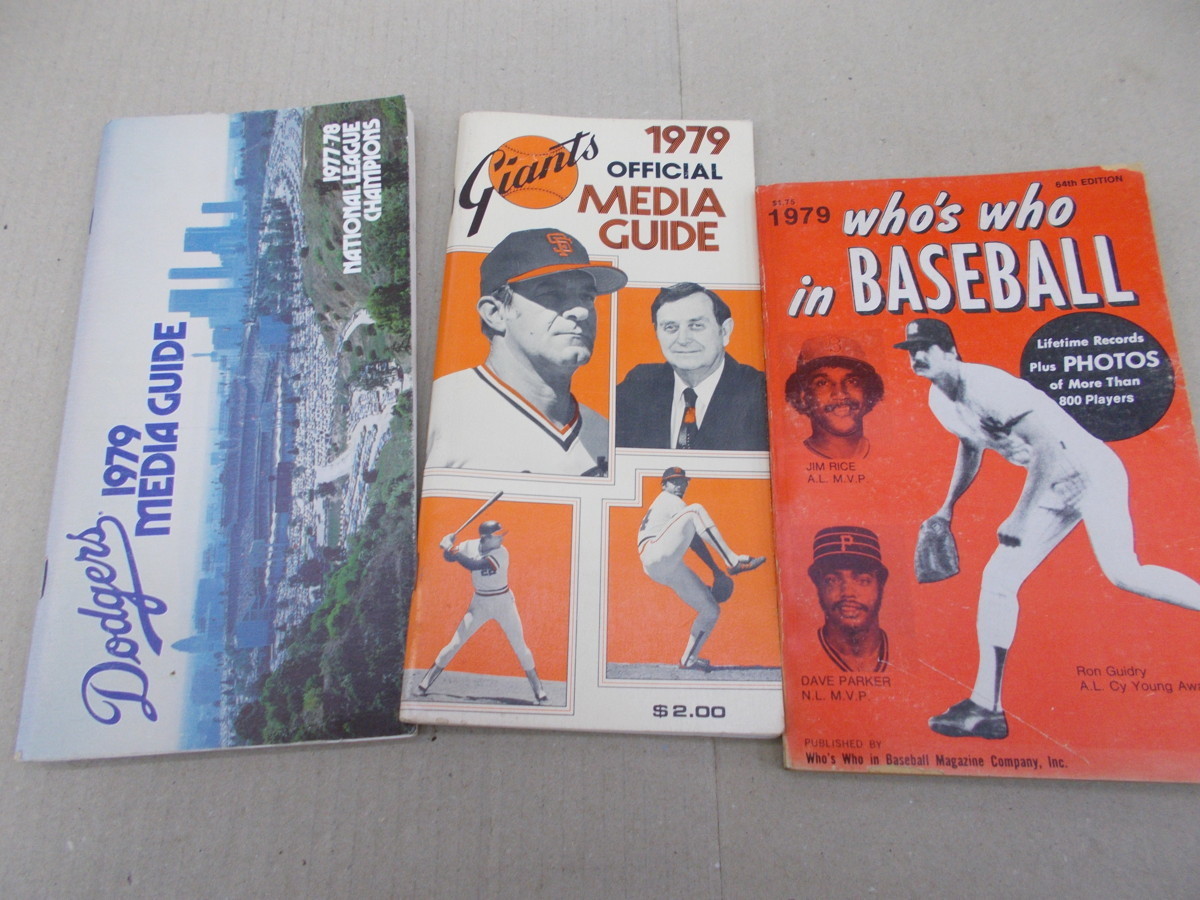 Dodgers
1979
MEDIA GUIDE
1977-78
NATIONAL LEAGUE
CHAMPIONS
Giants
1979
OFFICIAL
MEDIA
GUIDE
SF
$2.00
64th EDITION
$1.75
1979 who's who
in BASEBALL
Lifetime Records
Plus PHOTOS
of More Than
800 Players
JIM RICE
A.L. M.V.P
P
DAVE PARKER
N.L. M.V.P.
Ron Guidry
A.L. Cy Young Awa
PUBLISHED BY
Who's Who in Baseball Magazine Company, Inc.